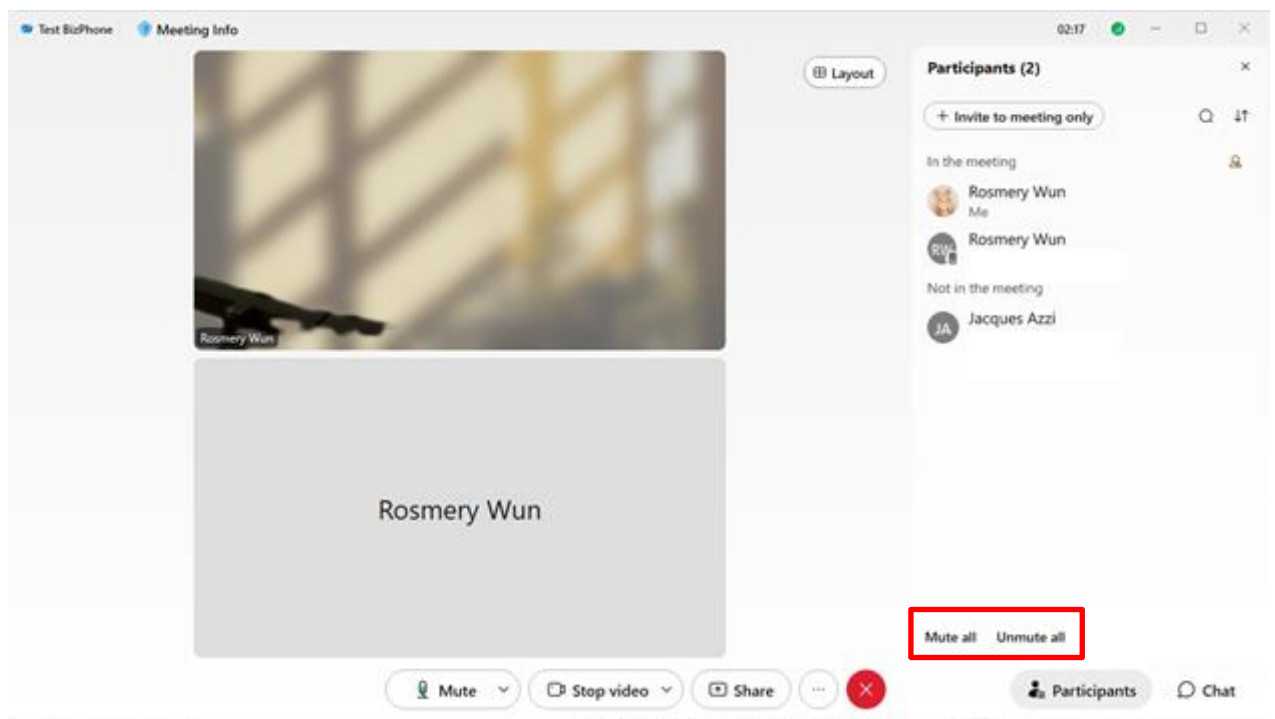 Test BizPhone Meeting Info 02:17
Layout
Participants (2)
+ Invite to meeting only
In the meeting
Rosmery Wun
Me
RW
Rosmery Wun
Not in the meeting
JA
Jacques Azzi
Rosmery Wun
Rosmery Wun
Mute all Unmute all
Mute Stop video Share ... Participants Chat